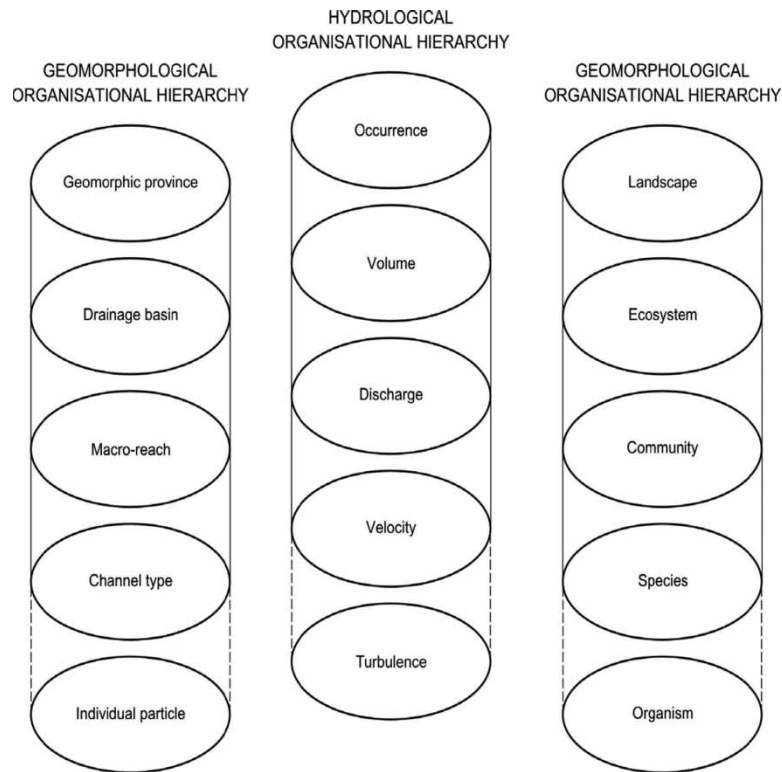 HYDROLOGICAL
ORGANISATIONAL HIERARCHY
GEOMORPHOLOGICAL
ORGANISATIONAL HIERARCHY
GEOMORPHOLOGICAL
ORGANISATIONAL HIERARCHY
Occurrence
Geomorphic province
Landscape
Volume
Drainage basin
Ecosystem
Discharge
Macro-reach
Community
Velocity
Channel type
Species
Turbulence
Individual particle
Organism